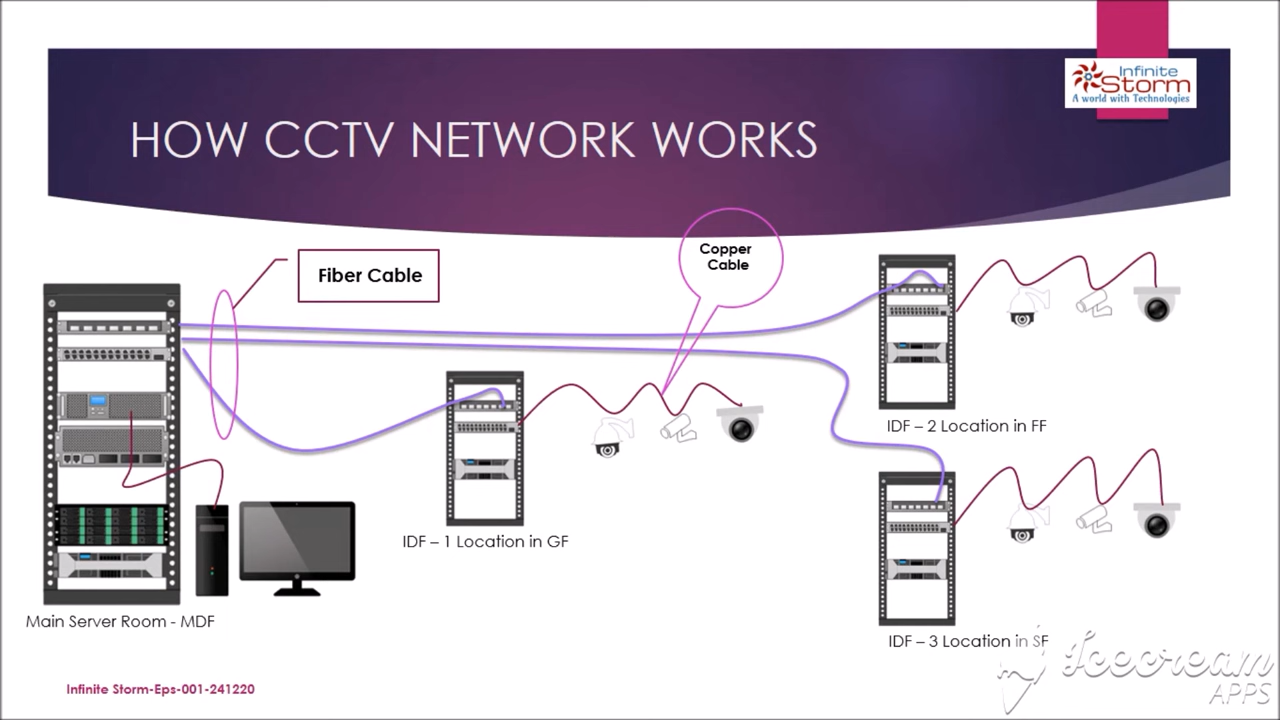 Infinite
Storm
A world with Technologies
HOW CCTV NETWORK WORKS
Fiber Cable
Copper
Cable
IDF – 2 Location in FF
IDF – 1 Location in GF
Main Server Room - MDF
IDF – 3 Location in SF
Icecream
APPS
Infinite Storm-Eps-001-241220